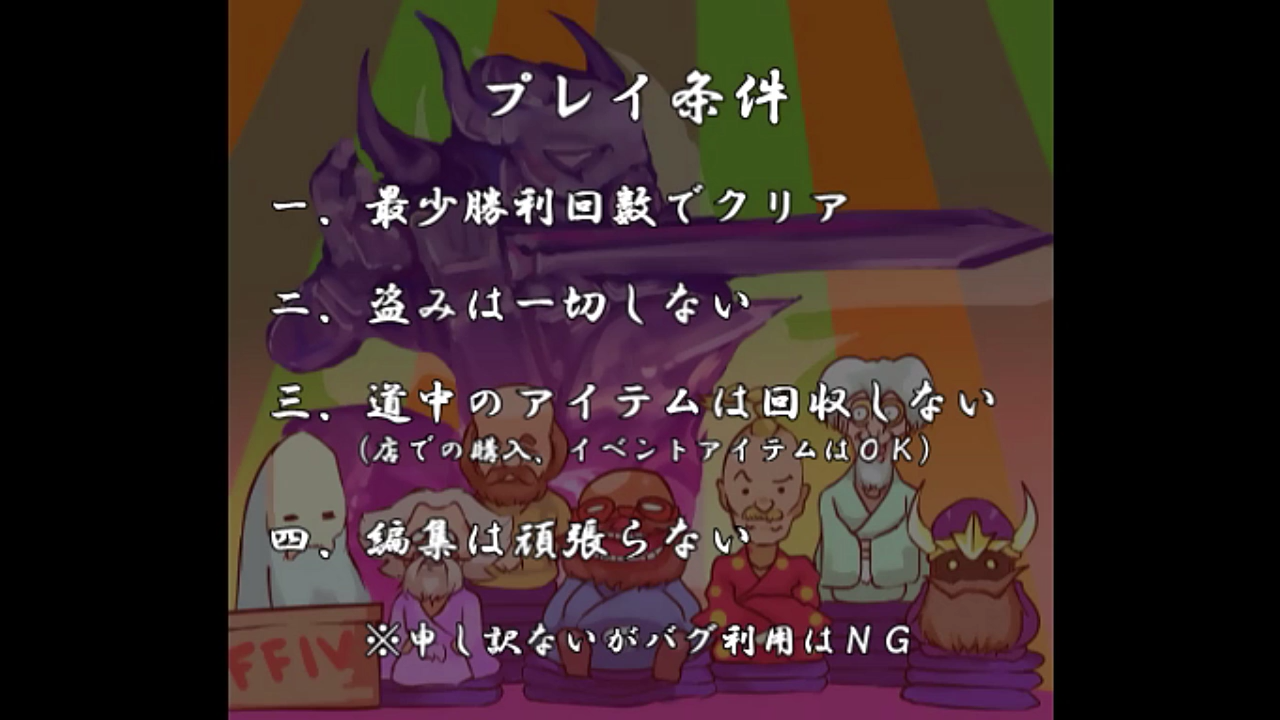 プレイ条件
一．最少勝利回数でクリア
二．盗みは一切しない
三．道中のアイテムは回収しない
（店での購入、イベントアイテムはＯＫ）
四．編集は頑張らない
※申し訳ないがバグ利用はＮＧ
FFIV